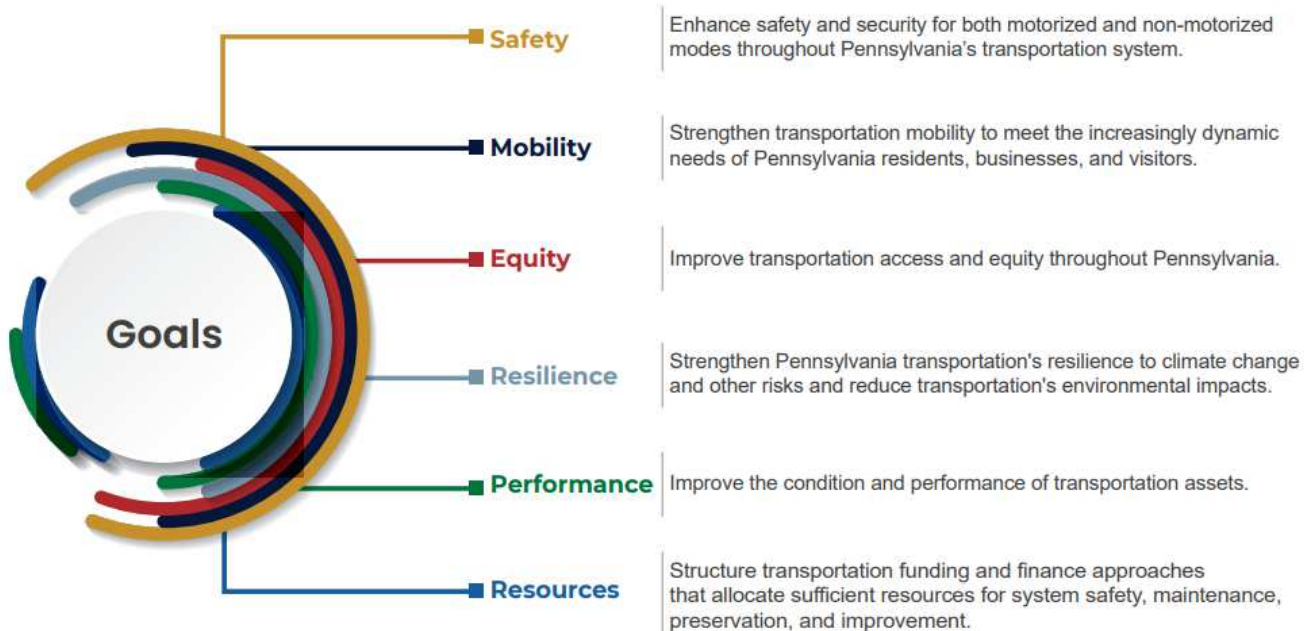 Safety
Enhance safety and security for both motorized and non-motorized
modes throughout Pennsylvania's transportation system.
Mobility
Strengthen transportation mobility to meet the increasingly dynamic
needs of Pennsylvania residents, businesses, and visitors.
Equity
Improve transportation access and equity throughout Pennsylvania.
Goals
Resilience
Strengthen Pennsylvania transportation's resilience to climate change
and other risks and reduce transportation's environmental impacts.
Performance
Improve the condition and performance of transportation assets.
Resources
Structure transportation funding and finance approaches
that allocate sufficient resources for system safety, maintenance,
preservation, and improvement.